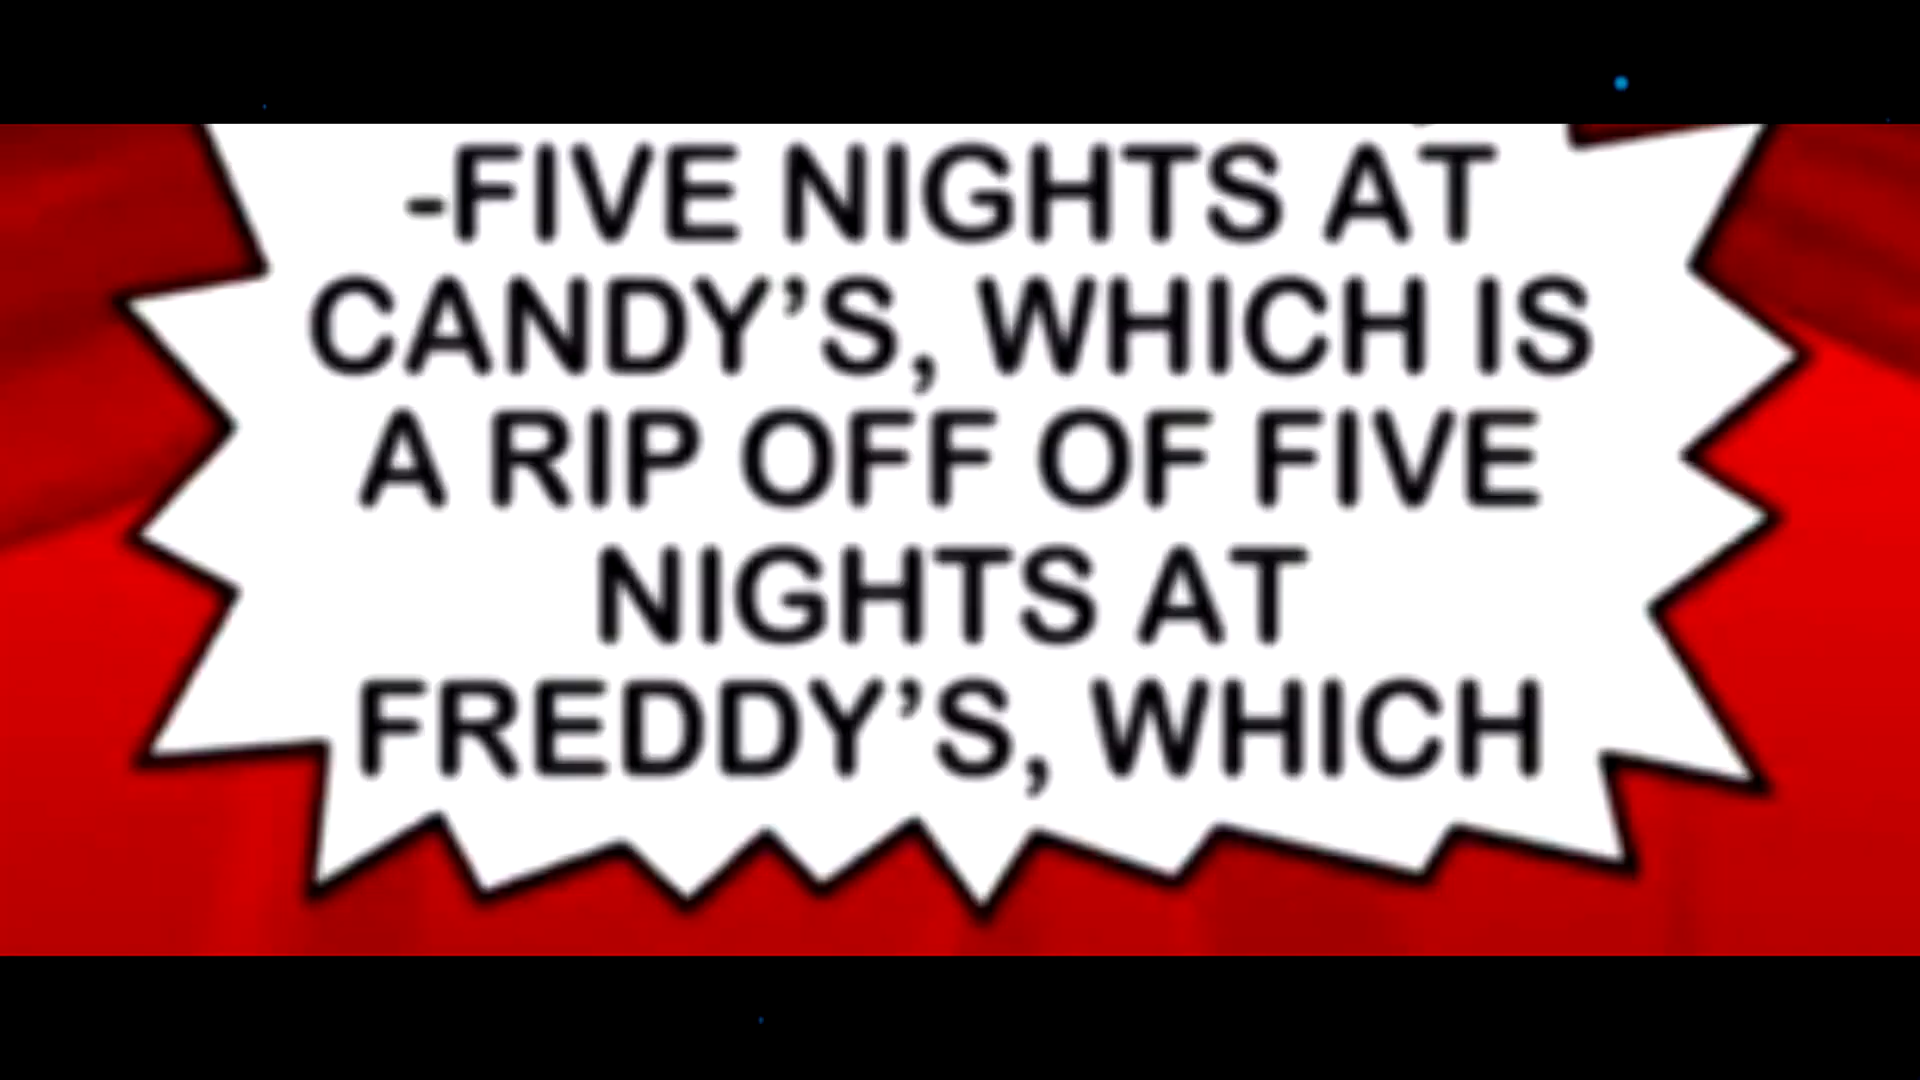 -FIVE NIGHTS AT
CANDY’S, WHICH IS
A RIP OFF OF FIVE
NIGHTS AT
FREDDY’S, WHICH